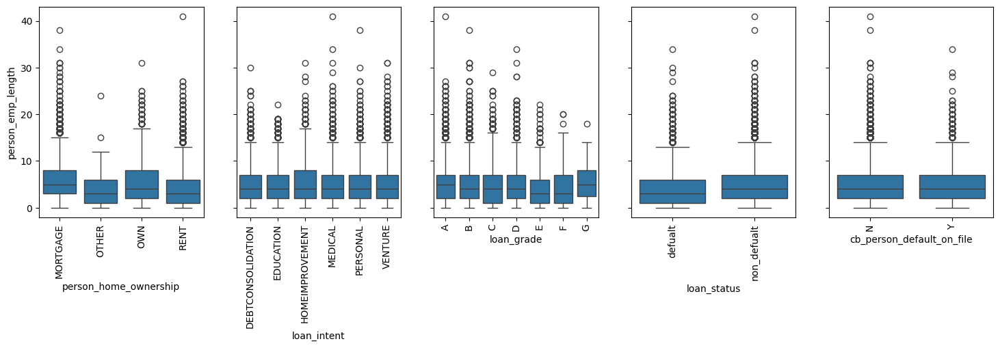 person_emp_length
40
30
20
10
0
MORTGAGE
OTHER
OWN
RENT
person_home_ownership
DEBTCONSOLIDATION
EDUCATION
HOMEIMPROVEMENT
MEDICAL
PERSONAL
VENTURE
loan_intent
A
B
C
D
E
F
G
loan_grade
defualt
non_defualt
loan_status
N
Y
cb_person_default_on_file